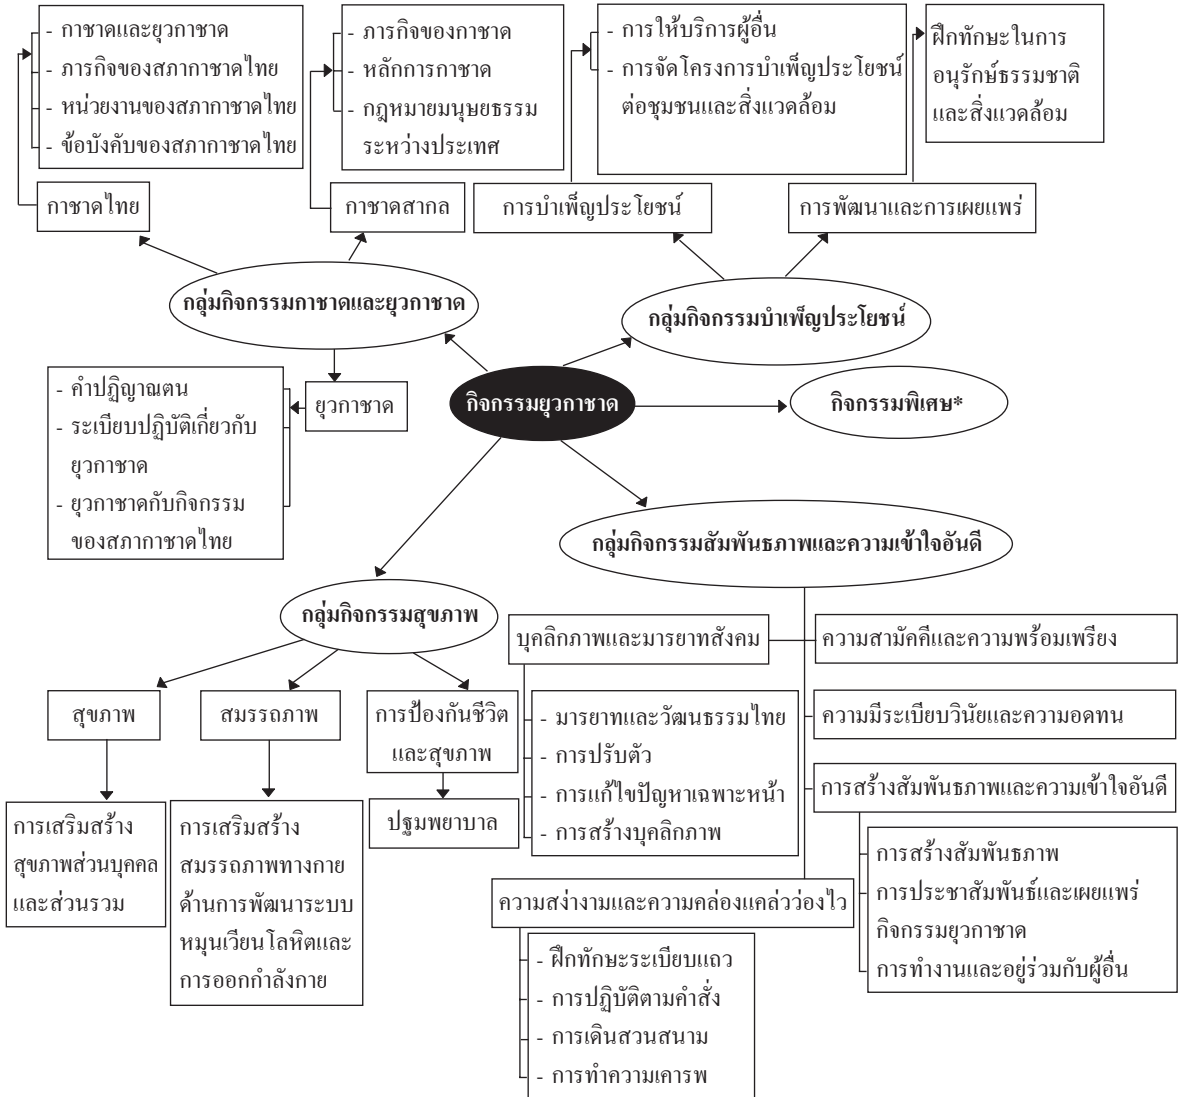 - กาชาดและยุวกาชาด
- ภารกิจของสภากาชาดไทย
- หน่วยงานของสภากาชาดไทย
- ข้อบังคับของสภากาชาดไทย
กาชาดไทย
- ภารกิจของกาชาด
- หลักการกาชาด
- กฎหมายมนุษยธรรม
ระหว่างประเทศ
กาชาดสากล
- การให้บริการผู้อื่น
- การจัดโครงการบำเพ็ญประโยชน์
ต่อชุมชนและสิ่งแวดล้อม
การบำเพ็ญประโยชน์
ฝึกทักษะในการ
อนุรักษ์ธรรมชาติ
และสิ่งแวดล้อม
การพัฒนาและการเผยแพร่
กลุ่มกิจกรรมกาชาดและยุวกาชาด
กลุ่มกิจกรรมบำเพ็ญประโยชน์
- คำปฏิญาณตน
- ระเบียบปฏิบัติเกี่ยวกับ
ยุวกาชาด
- ยุวกาชาดกับกิจกรรม
ของสภากาชาดไทย
ยุวกาชาด
กิจกรรมยุวกาชาด
กิจกรรมพิเศษ*
กลุ่มกิจกรรมสัมพันธภาพและความเข้าใจอันดี
กลุ่มกิจกรรมสุขภาพ
สุขภาพ
สมรรถภาพ
การป้องกันชีวิต
และสุขภาพ
การเสริมสร้าง
สุขภาพส่วนบุคคล
และส่วนรวม
การเสริมสร้าง
สมรรถภาพทางกาย
ด้านการพัฒนาระบบ
หมุนเวียนโลหิตและ
การออกกำลังกาย
ปฐมพยาบาล
บุคลิกภาพและมารยาทสังคม
- มารยาทและวัฒนธรรมไทย
- การปรับตัว
- การแก้ไขปัญหาเฉพาะหน้า
- การสร้างบุคลิกภาพ
ความสามัคคีและความพร้อมเพรียง
ความมีระเบียบวินัยและความอดทน
การสร้างสัมพันธภาพและความเข้าใจอันดี
การสร้างสัมพันธภาพ
การประชาสัมพันธ์และเผยแพร่
กิจกรรมยุวกาชาด
การทำงานและอยู่ร่วมกับผู้อื่น
ความสง่างามและความคล่องแคล่วว่องไว
- ฝึกทักษะระเบียบแถว
- การปฏิบัติตามคำสั่ง
- การเดินสวนสนาม
- การทำความเคารพ